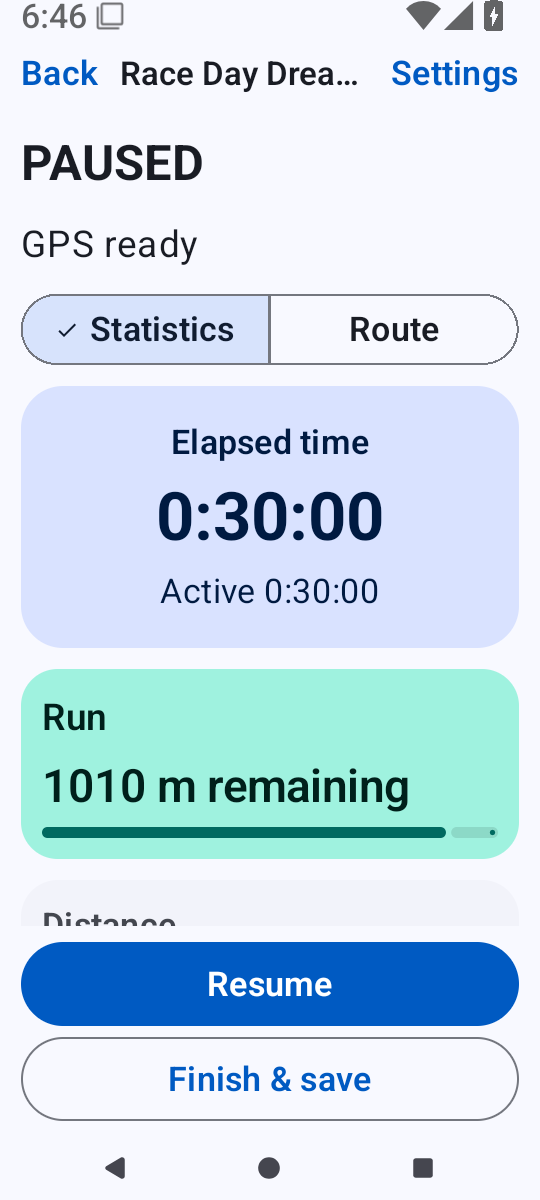 6:46
Back Race Day Drea... Settings
PAUSED
GPS ready
Statistics Route
Elapsed time
0:30:00
Active 0:30:00
Run
1010 m remaining
Distance
Resume
Finish & save